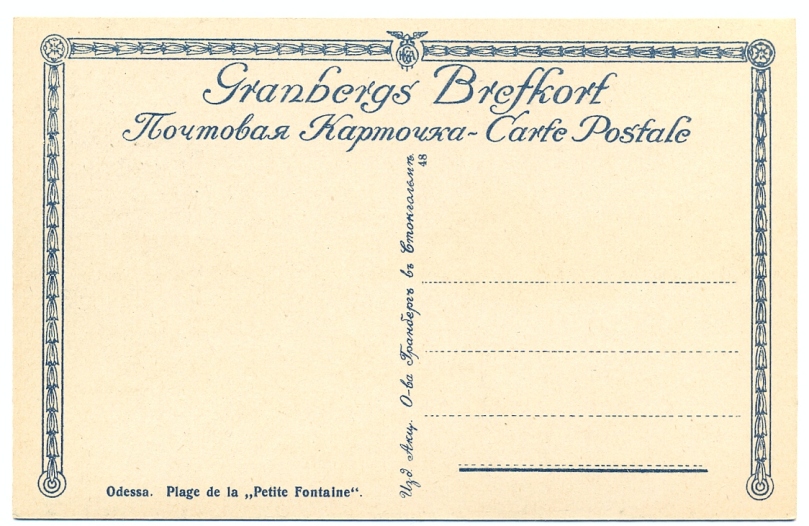 Granbergs Brefkort
Почтовая Карточка - Carte Postale
Изд. Акц. О-ва Гранбергъ въ Стокгольмѣ.
48
Odessa. Plage de la „Petite Fontaine“.